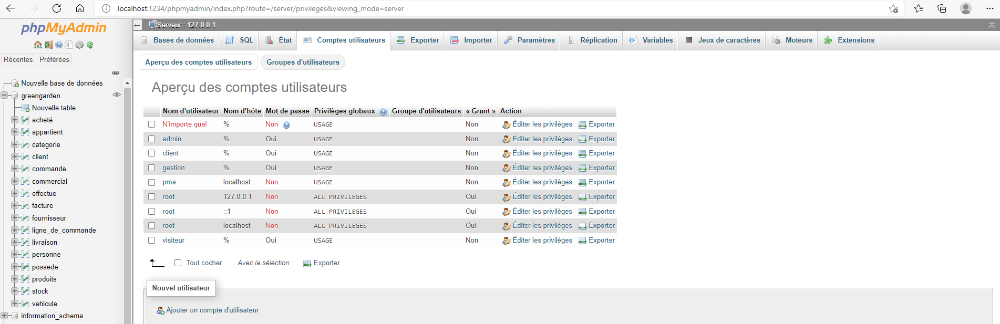 localhost:1234/phpmyadmin/index.php?route=/server/privileges&viewing_mode=server
phpMyAdmin
Récentes Préférées
Nouvelle base de données
greengarden
Nouvelle table
acheté
appartient
categorie
client
commande
commercial
effectue
facture
fournisseur
ligne_de_commande
livraison
personne
possede
produits
stock
vehicule
information_schema
Serveur : 127.0.0.1
Bases de données SQL État Comptes utilisateurs Exporter Importer Paramètres Réplication Variables Jeux de caractères Moteurs Extensions
Aperçu des comptes utilisateurs Groupes d'utilisateurs
Aperçu des comptes utilisateurs
Nom d'utilisateur Nom d'hôte Mot de passe Privilèges globaux Groupe d'utilisateurs « Grant » Action
N'importe quel % Non USAGE Non Éditer les privilèges Exporter
admin % Oui USAGE Non Éditer les privilèges Exporter
client % Oui USAGE Non Éditer les privilèges Exporter
gestion % Oui USAGE Non Éditer les privilèges Exporter
pma localhost Non USAGE Non Éditer les privilèges Exporter
root 127.0.0.1 Non ALL PRIVILEGES Oui Éditer les privilèges Exporter
root ::1 Non ALL PRIVILEGES Oui Éditer les privilèges Exporter
root localhost Non ALL PRIVILEGES Oui Éditer les privilèges Exporter
visiteur % Oui USAGE Non Éditer les privilèges Exporter
Tout cocher Avec la sélection : Exporter
Nouvel utilisateur
Ajouter un compte d'utilisateur